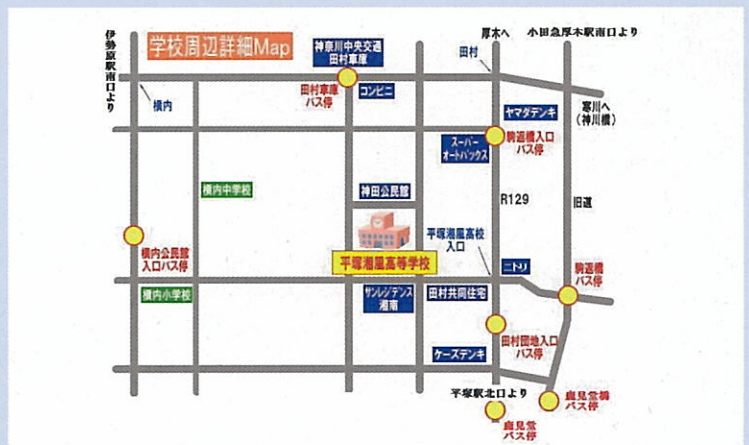 伊勢原駅南口より
学校周辺詳細Map
神奈川中央交通
田村車庫
厚木へ
小田急厚木駅南口より
田村
横内
田村車庫
バス停
コンビニ
ヤマダデンキ
寒川へ
(神川橋)
スーパー
オートバックス
駒返橋入口
バス停
横内中学校
神田公民館
R129
旧道
平塚湘風高校
入口
横内公民館
入口バス停
平塚湘風高等学校
ニトリ
駒返橋
バス停
横内小学校
サンレジデンス
湘南
田村共同住宅
田村団地入口
バス停
ケーズデンキ
平塚駅北口より
鹿見堂橋
バス停
鹿見堂
バス停